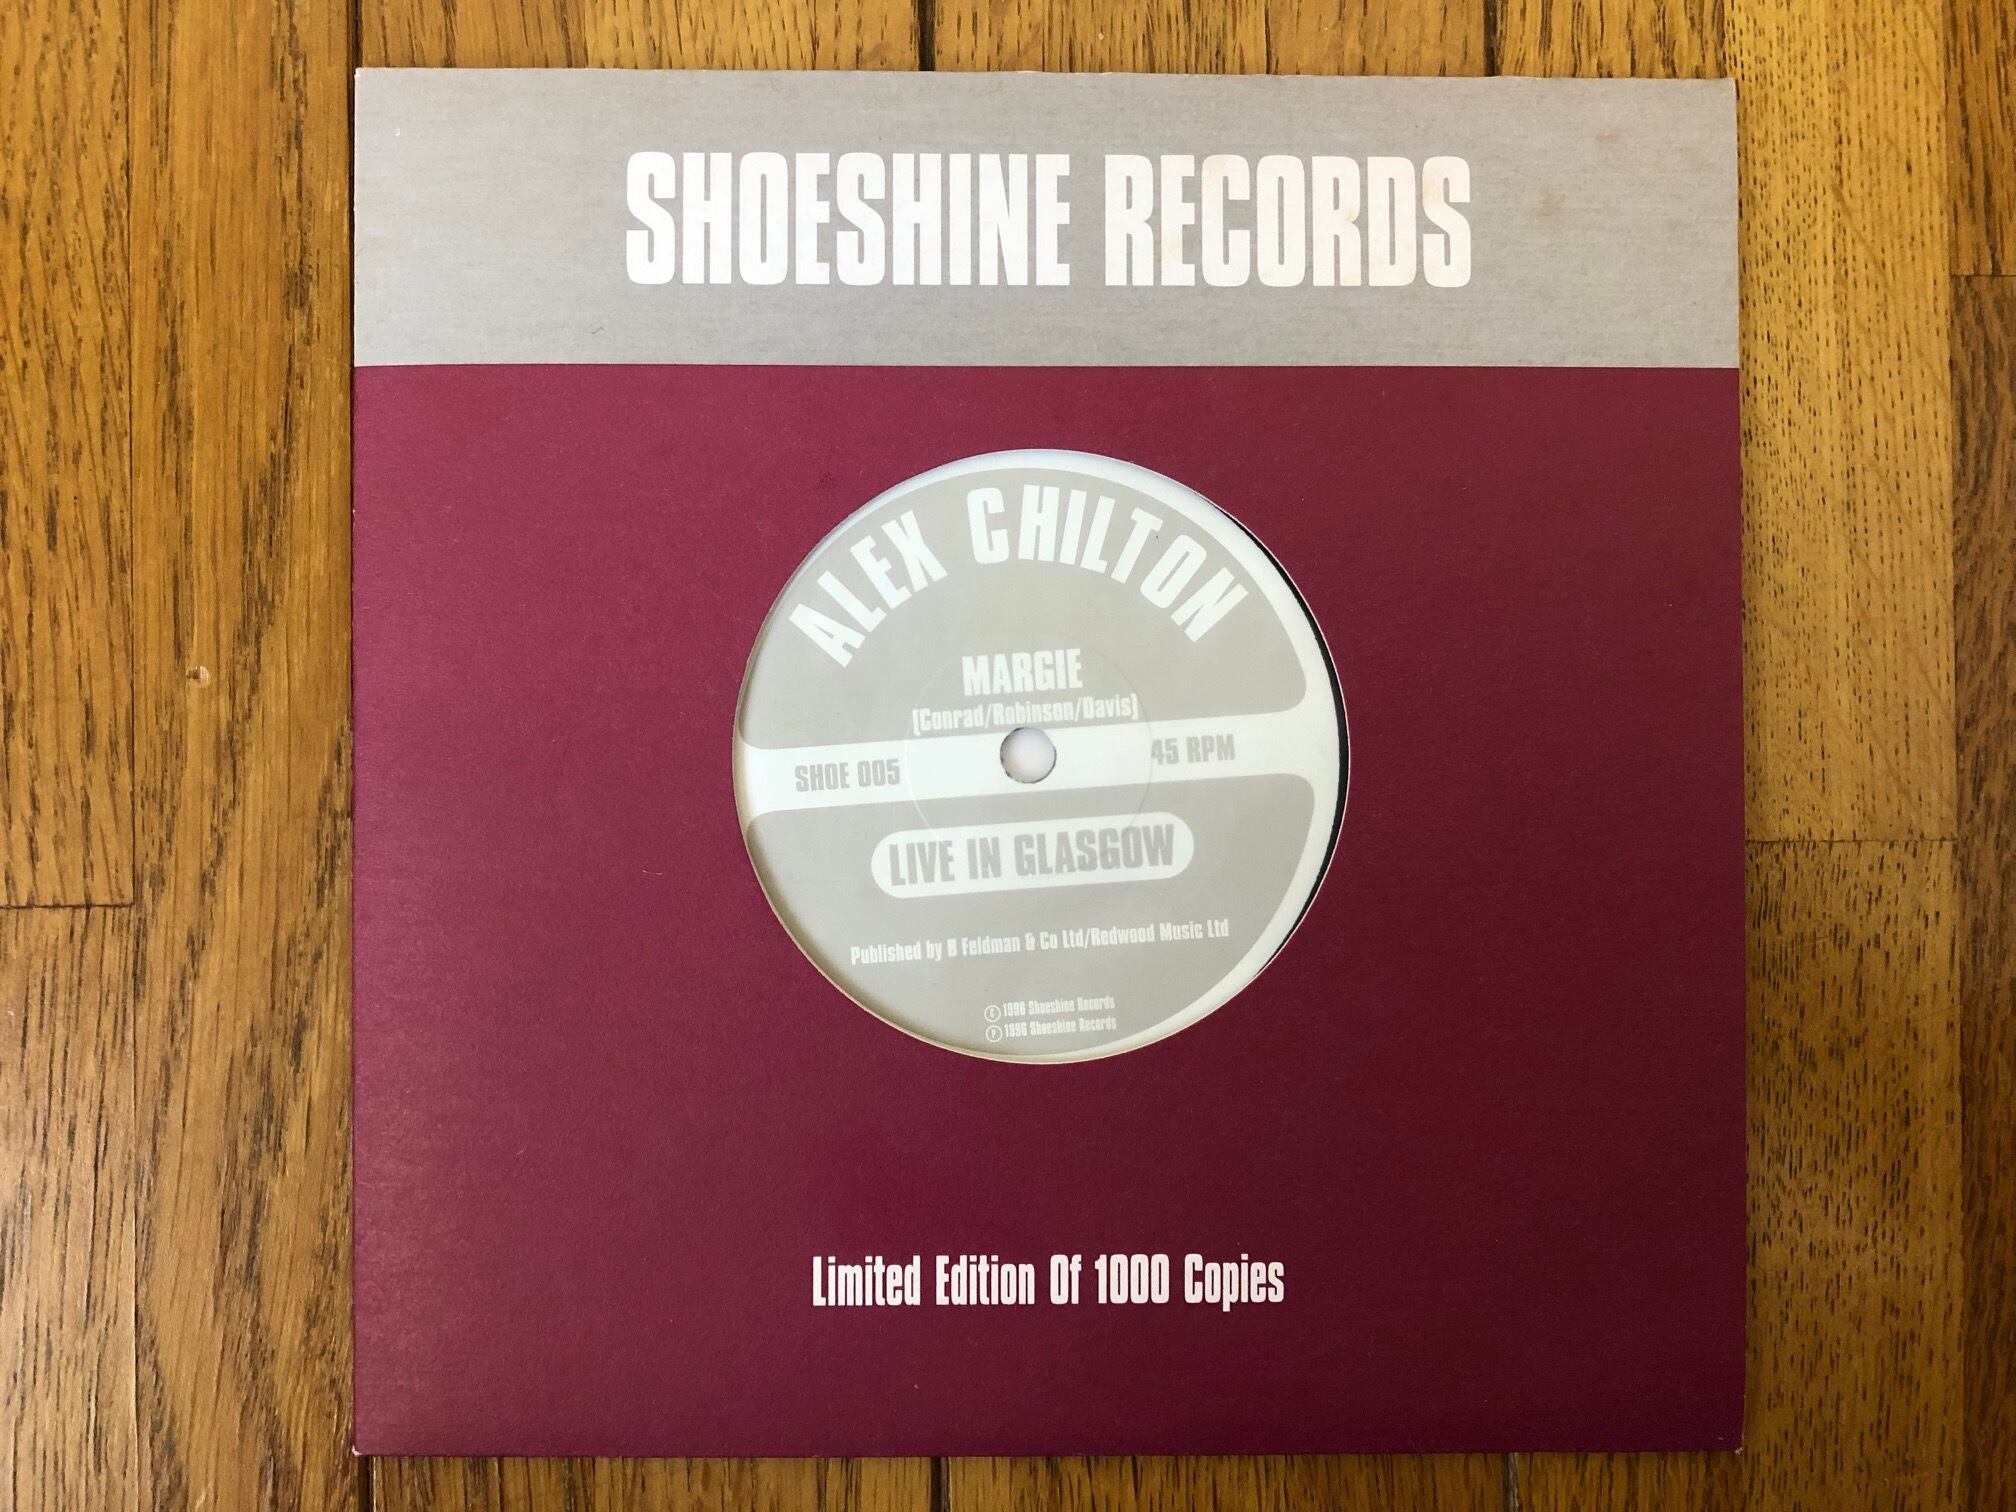 SHOESHINE RECORDS
ALEX CHILTON
MARGIE
(Conrad/Robinson/Davis)
SHOE 005
45 RPM
LIVE IN GLASGOW
Published by B Feldman & Co Ltd/Redwood Music Ltd
© 1996 Shoeshine Records
℗ 1996 Shoeshine Records
Limited Edition Of 1000 Copies